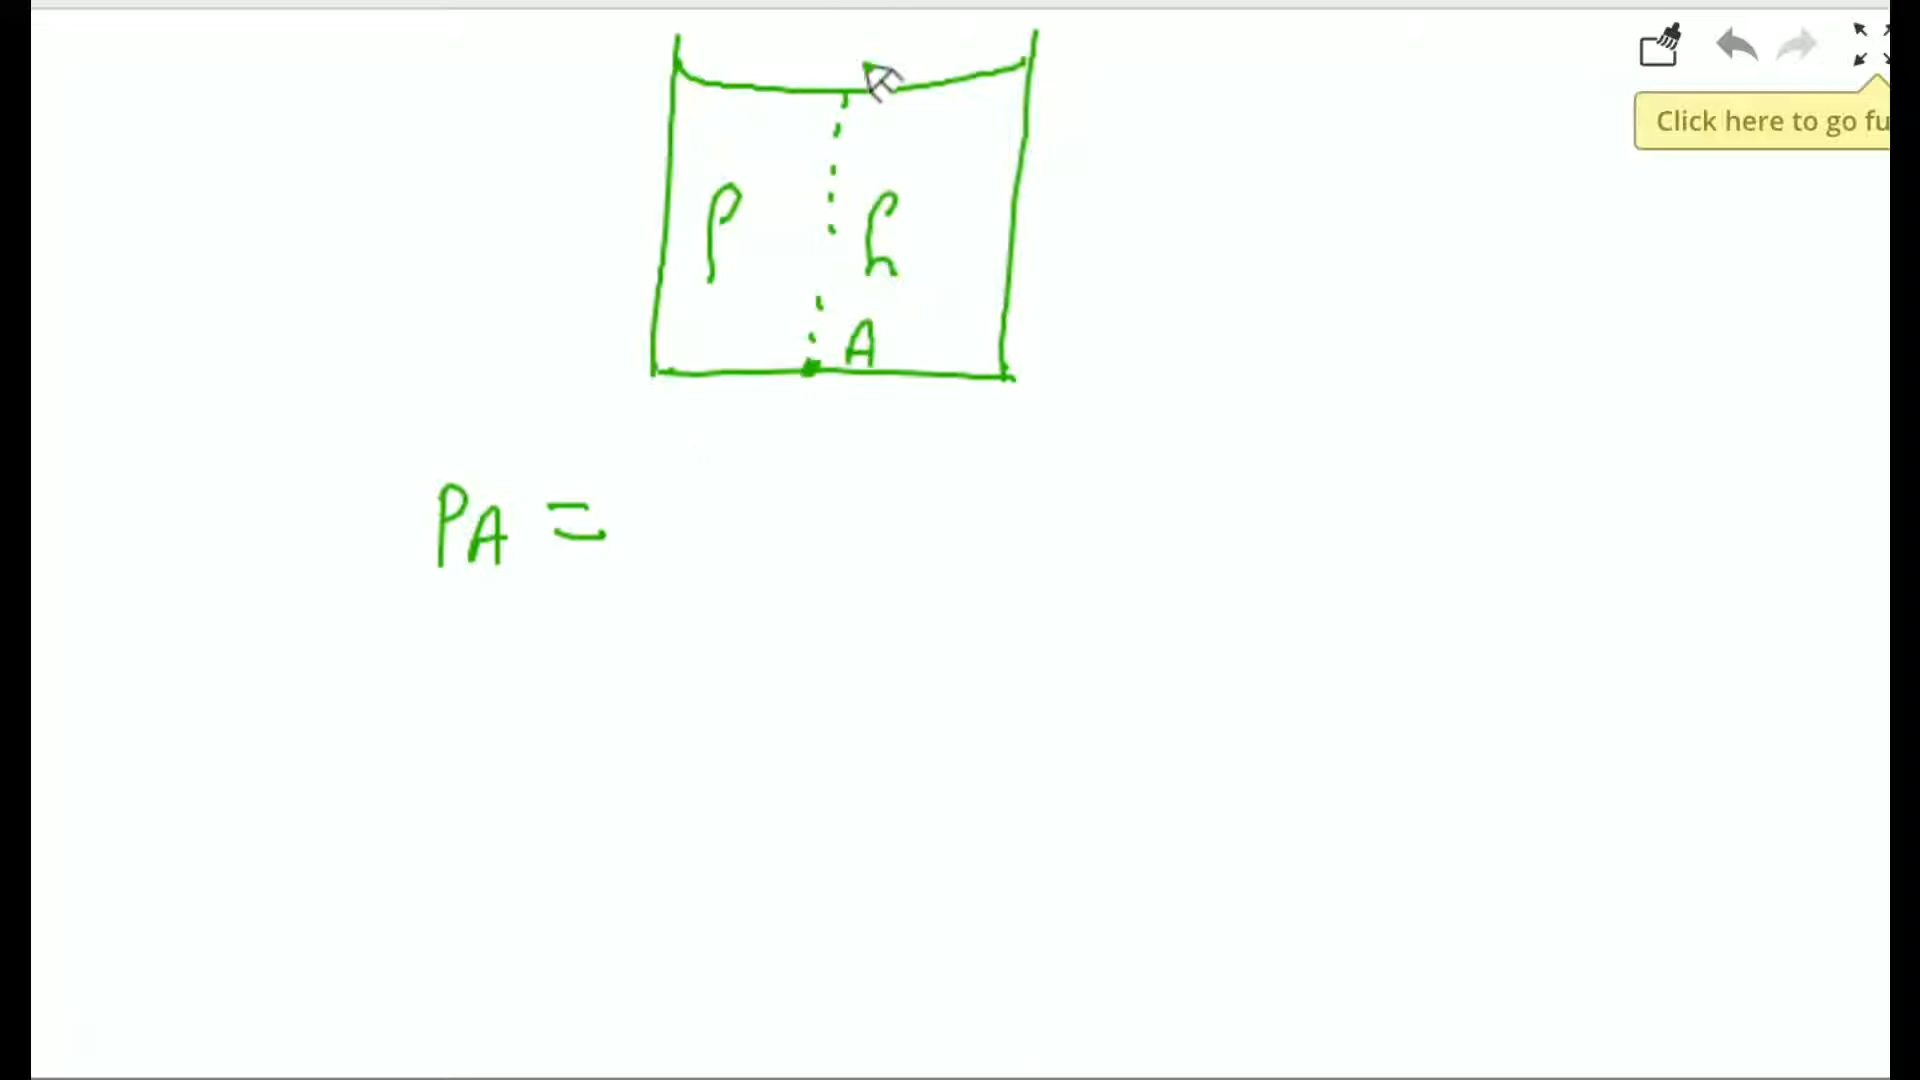 Click here to go fu
ρ h
A
PA =